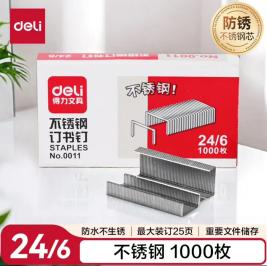 deli
防锈
不锈钢芯
deli
得力文具
不锈钢!
不锈钢
订书钉
STAPLES
No.0011
24/6
1000枚
防水不生锈
最大装订25页
重要文件储存
24/6
不锈钢 1000枚